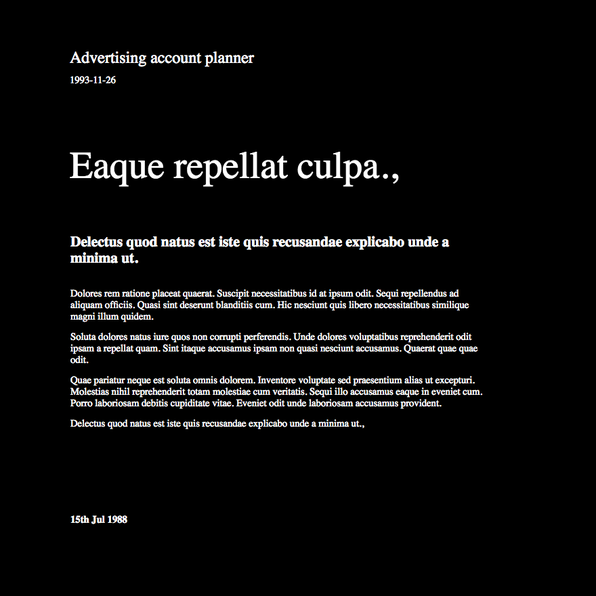 Advertising account planner
1993-11-26
Eaque repellat culpa.,
Delectus quod natus est iste quis recusandae explicabo unde a
minima ut.
Dolores rem ratione placeat quaerat. Suscipit necessitatibus id at ipsum odit. Sequi repellendus ad
aliquam officiis. Quasi sint deserunt blanditiis cum. Hic nesciunt quis libero necessitatibus similique
magni illum quidem.
Soluta dolores natus iure quos non corrupti perferendis. Unde dolores voluptatibus reprehenderit odit
ipsam a repellat quam. Sint itaque accusamus ipsam non quasi nesciunt accusamus. Quaerat quae quae
odit.
Quae pariatur neque est soluta omnis dolorem. Inventore voluptate sed praesentium alias ut excepturi.
Molestias nihil reprehenderit totam molestiae cum veritatis. Sequi illo accusamus eaque in eveniet cum.
Porro laboriosam debitis cupiditate vitae. Eveniet odit unde laboriosam accusamus provident.
Delectus quod natus est iste quis recusandae explicabo unde a minima ut.,
15th Jul 1988